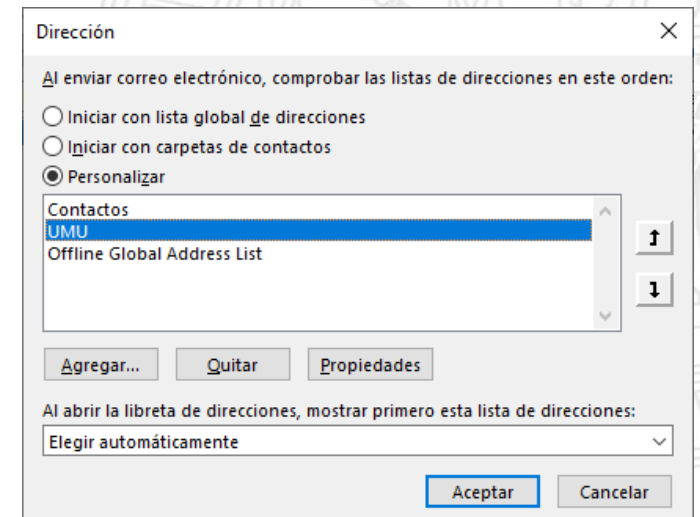 Dirección
Al enviar correo electrónico, comprobar las listas de direcciones en este orden:
Iniciar con lista global de direcciones
Iniciar con carpetas de contactos
Personalizar
Contactos
UMU
Offline Global Address List
Agregar... Quitar Propiedades
Al abrir la libreta de direcciones, mostrar primero esta lista de direcciones:
Elegir automáticamente
Aceptar Cancelar